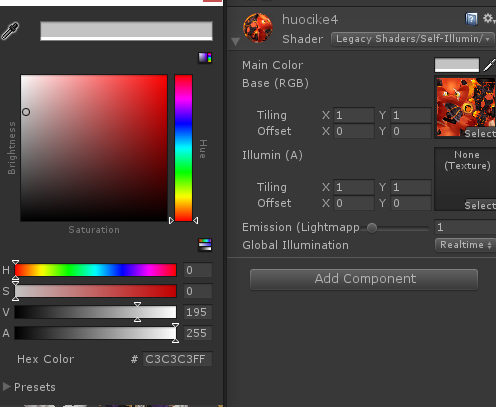 Brightness
Hue
Saturation
H 0
S 0
V 195
A 255
Hex Color # C3C3C3FF
Presets
huocike4
Shader Legacy Shaders/Self-Illumin/
Main Color
Base (RGB)
Tiling X 1 Y 1
Offset X 0 Y 0
Select
Illumin (A)
None
(Texture)
Tiling X 1 Y 1
Offset X 0 Y 0
Select
Emission (Lightmapp 1
Global Illumination Realtime
Add Component